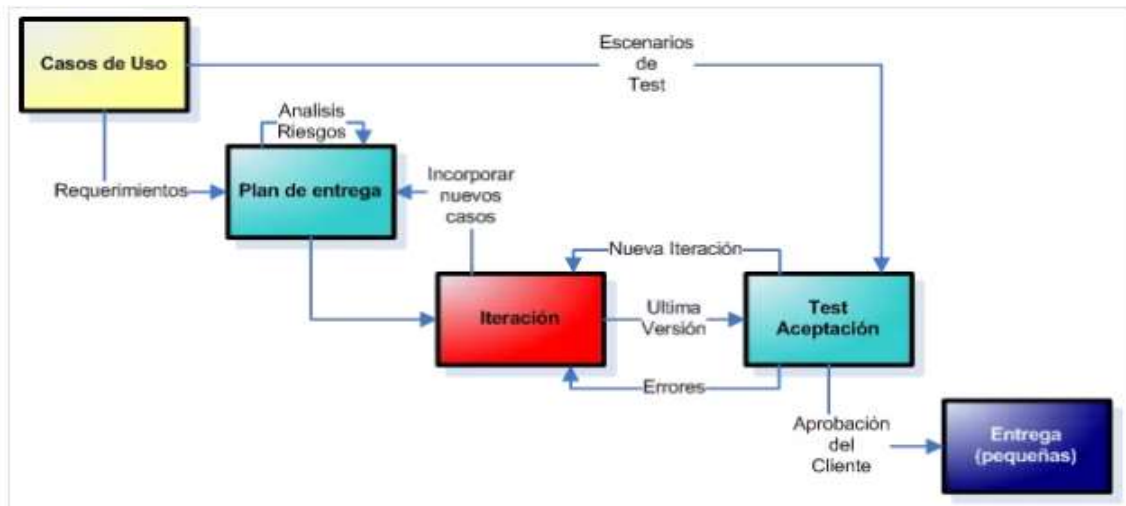 Casos de Uso
Escenarios
de
Test
Analisis
Riesgos
Requerimientos
Plan de entrega
Incorporar
nuevos
casos
Nueva Iteración
Iteración
Ultima
Versión
Test
Aceptación
Errores
Aprobación
del
Cliente
Entrega
(pequeñas)